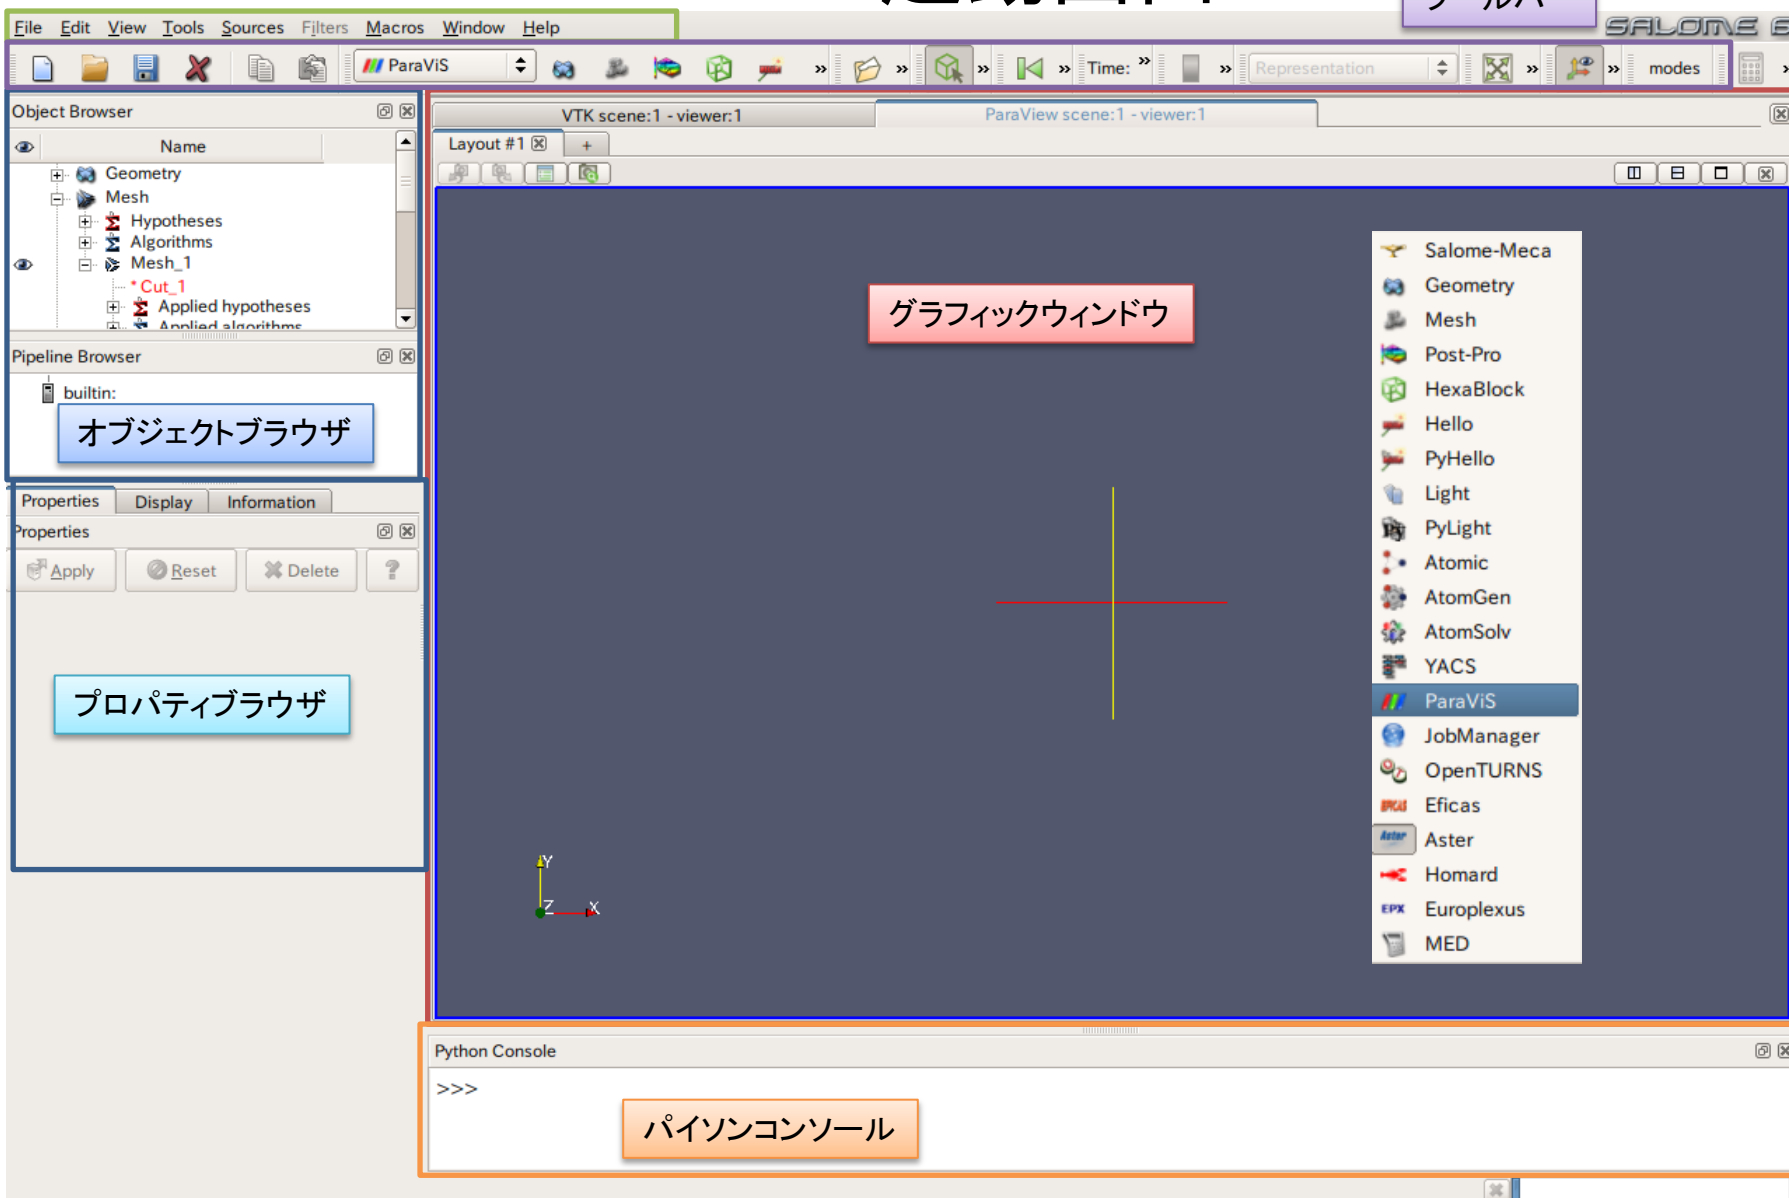 File Edit View Tools Sources Filters Macros Window Help
SALOME
ParaViS
Time:
Representation
modes
Object Browser
Name
Geometry
Mesh
Hypotheses
Algorithms
Mesh_1
* Cut_1
Applied hypotheses
Applied algorithms
Pipeline Browser
builtin:
オブジェクトブラウザ
Properties Display Information
Properties
Apply Reset Delete ?
プロパティブラウザ
VTK scene:1 - viewer:1
ParaView scene:1 - viewer:1
Layout #1 +
グラフィックウィンドウ
Y
Z X
Salome-Meca
Geometry
Mesh
Post-Pro
HexaBlock
Hello
PyHello
Light
PyLight
Atomic
AtomGen
AtomSolv
YACS
ParaViS
JobManager
OpenTURNS
Eficas
Aster
Homard
EPX Europlexus
MED
Python Console
>>>
パイソンコンソール